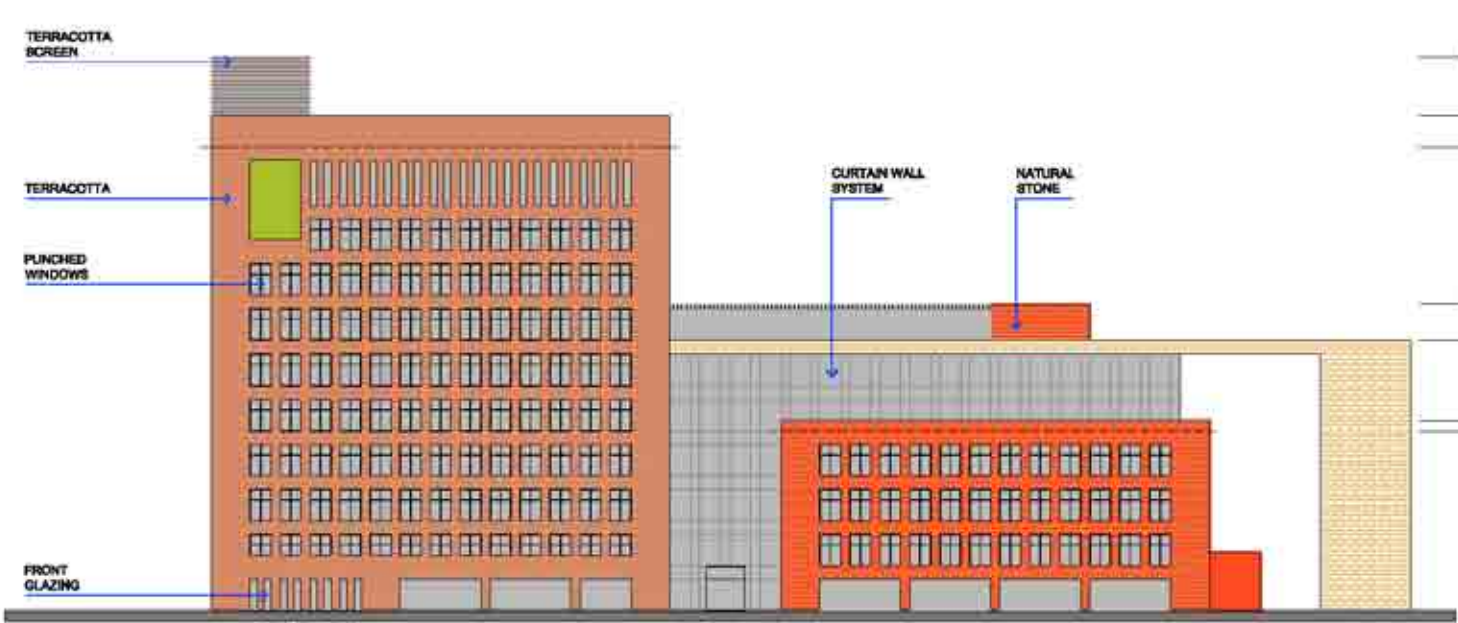 TERRACOTTA
SCREEN
TERRACOTTA
PUNCHED
WINDOWS
CURTAIN WALL
SYSTEM
NATURAL
STONE
FRONT
GLAZING